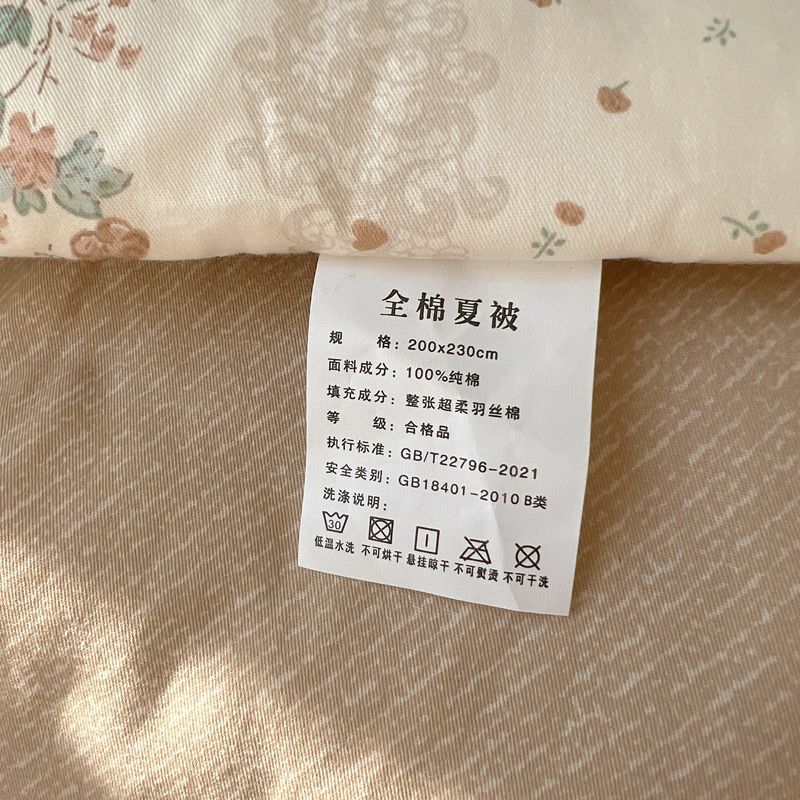 全棉夏被
规 格：200x230cm
面料成分：100%纯棉
填充成分：整张超柔羽丝棉
等 级：合格品
执行标准：GB/T22796-2021
安全类别：GB18401-2010 B类
洗涤说明：
30
低温水洗 不可烘干 悬挂晾干 不可熨烫 不可干洗